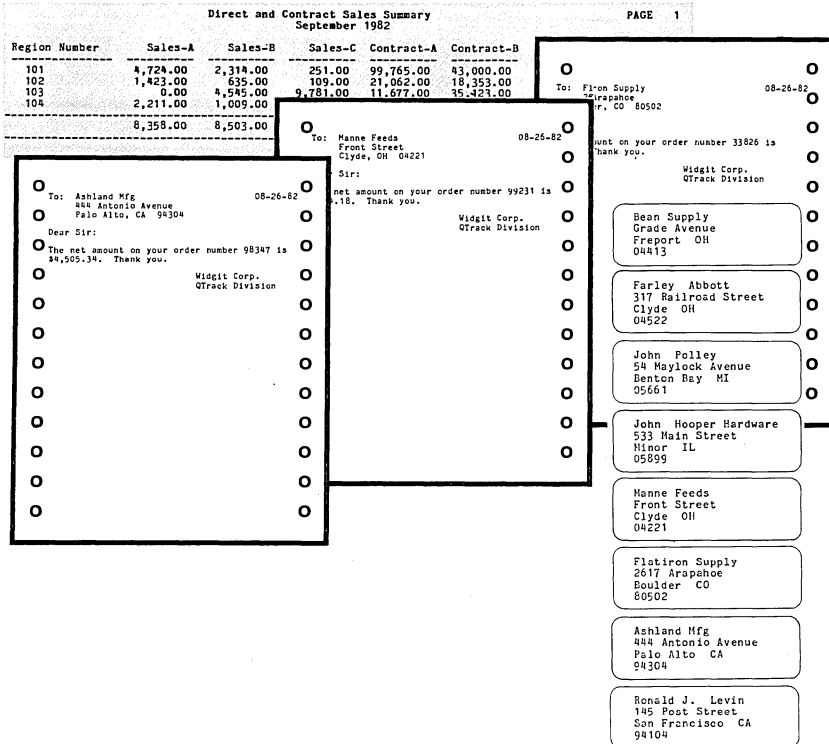 Direct and Contract Sales Summary PAGE 1
September 1982
Region Number Sales-A Sales-B Sales-C Contract-A Contract-B
101 4,724.00 2,314.00 251.00 99,765.00 43,000.00
102 1,423.00 635.00 109.00 21,062.00 18,353.00
103 0.00 4,545.00 9,781.00 11,677.00 35,423.00
104 2,211.00 1,009.00
8,358.00 8,503.00
To: Ashland Mfg 08-26-82
444 Antonio Avenue
Palo Alto, CA 94304
Dear Sir:
The net amount on your order number 98347 is
$4,505.34. Thank you.
Widgit Corp.
QTrack Division
To: Manne Feeds 08-26-82
Front Street
Clyde, OH 04221
Sir:
net amount on your order number 99231 is
.18. Thank you.
Widgit Corp.
QTrack Division
To: Supply 08-26-82
CO 80502
on your order number 33826 is
Thank you.
Widgit Corp.
QTrack Division
Bean Supply
Grade Avenue
Freport OH
04413
Farley Abbott
317 Railroad Street
Clyde OH
04522
John Polley
54 Maylock Avenue
Benton Bay MI
05661
John Hooper Hardware
533 Main Street
Minor IL
05899
Manne Feeds
Front Street
Clyde OH
04221
Flatiron Supply
2617 Arapahoe
Boulder CO
80502
Ashland Mfg
444 Antonio Avenue
Palo Alto CA
94304
Ronald J. Levin
145 Post Street
San Francisco CA
94104